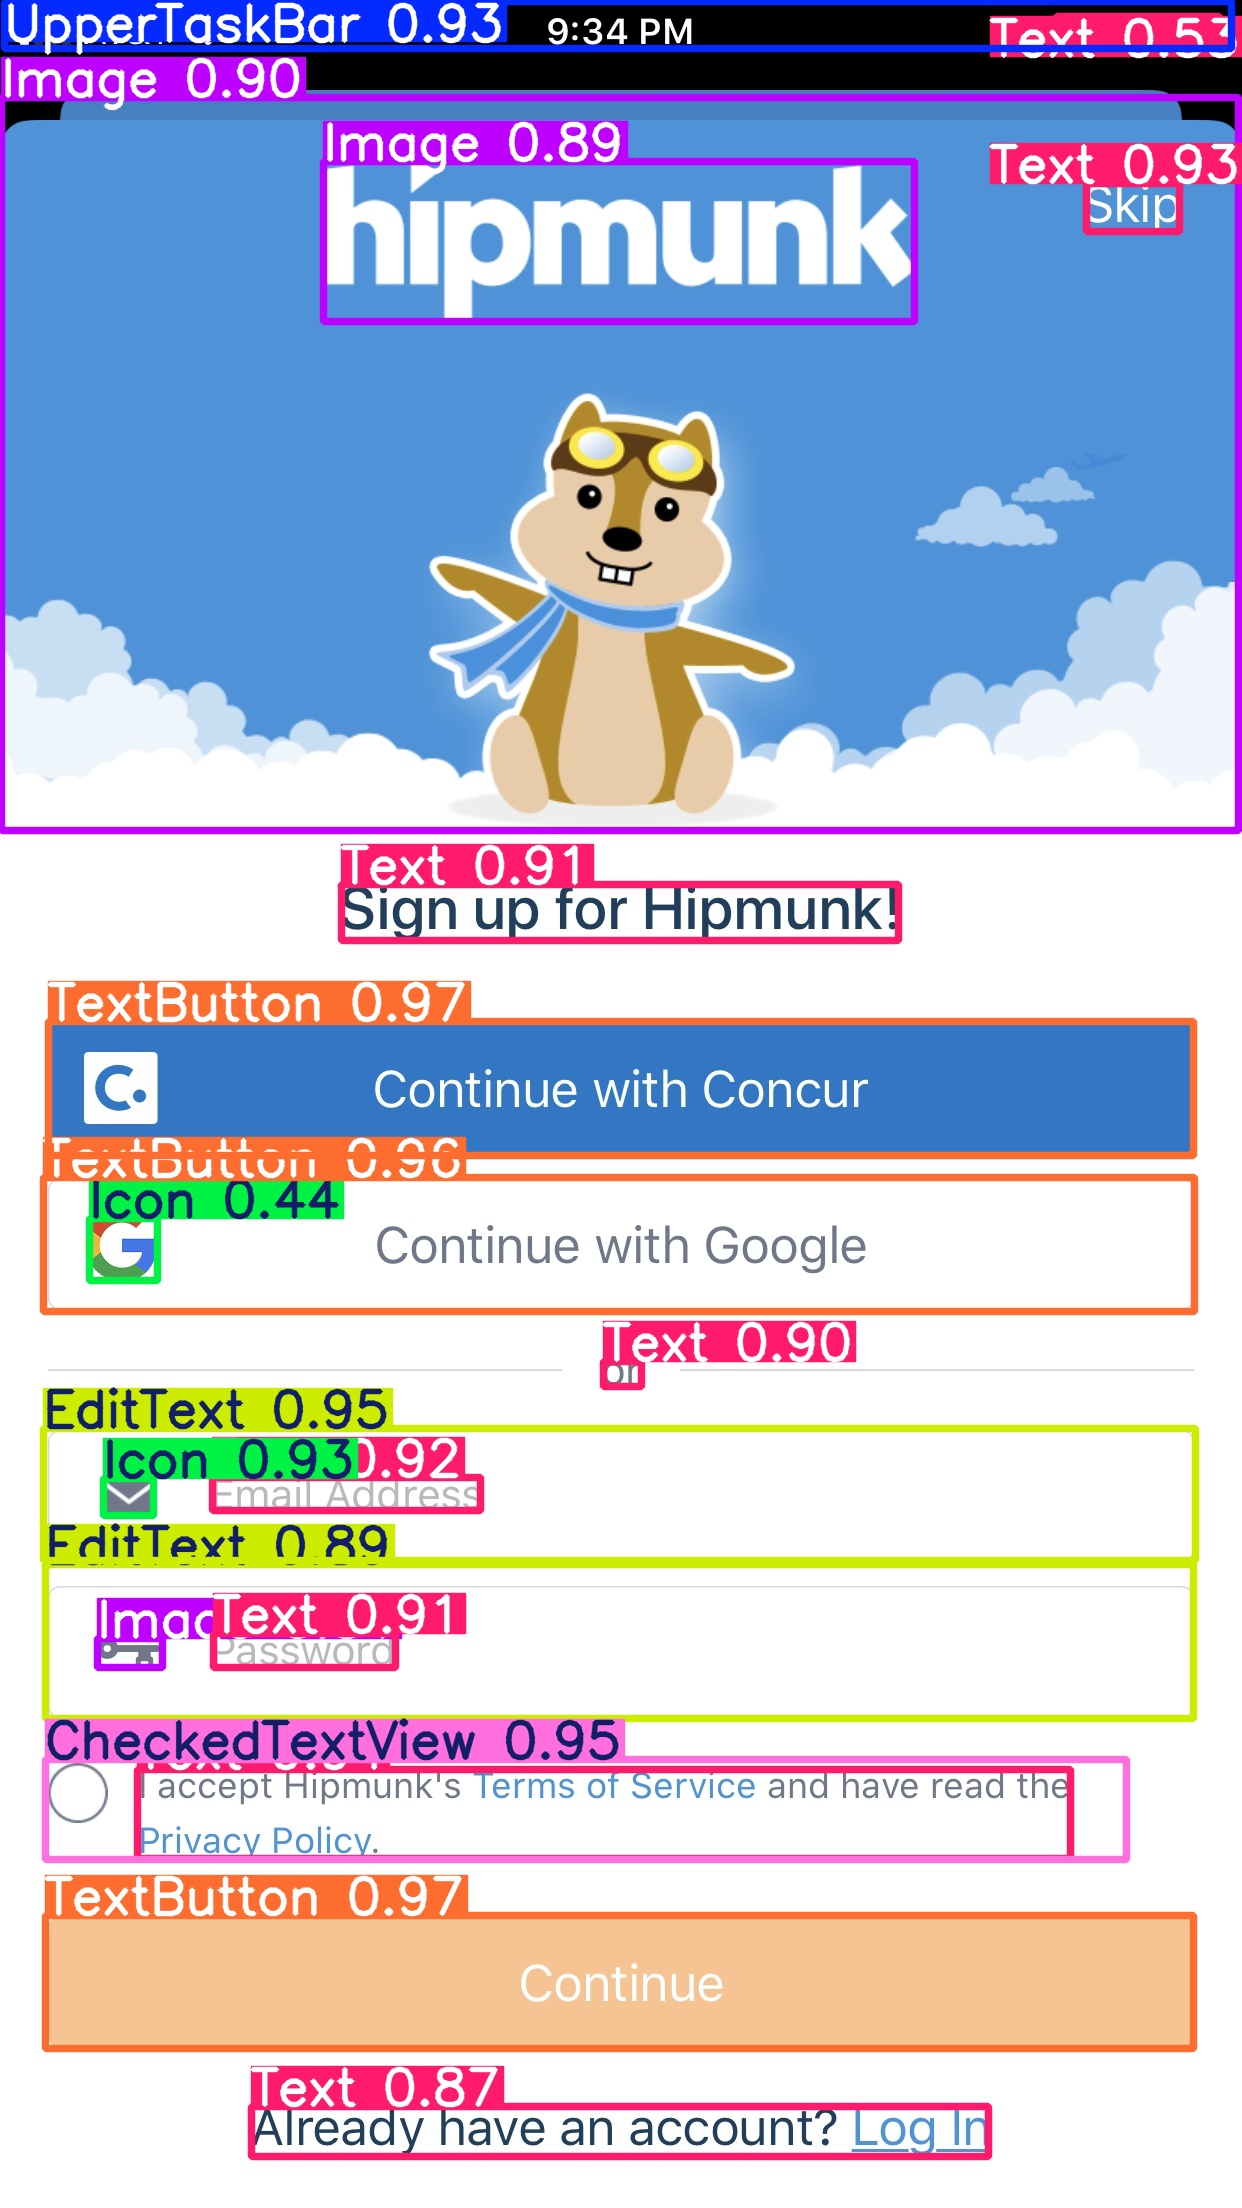 UpperTaskBar 0.93
9:34 PM
Text 0.53
Image 0.90
Image 0.89
hipmunk
Text 0.93
Skip
Text 0.91
Sign up for Hipmunk!
TextButton 0.97
Continue with Concur
TextButton 0.96
Icon 0.44
Continue with Google
Text 0.90
or
EditText 0.95
Icon 0.93
0.92
Email Address
EditText 0.89
Text 0.91
Password
CheckedTextView 0.95
I accept Hipmunk's Terms of Service and have read the
Privacy Policy.
TextButton 0.97
Continue
Text 0.87
Already have an account? Log In